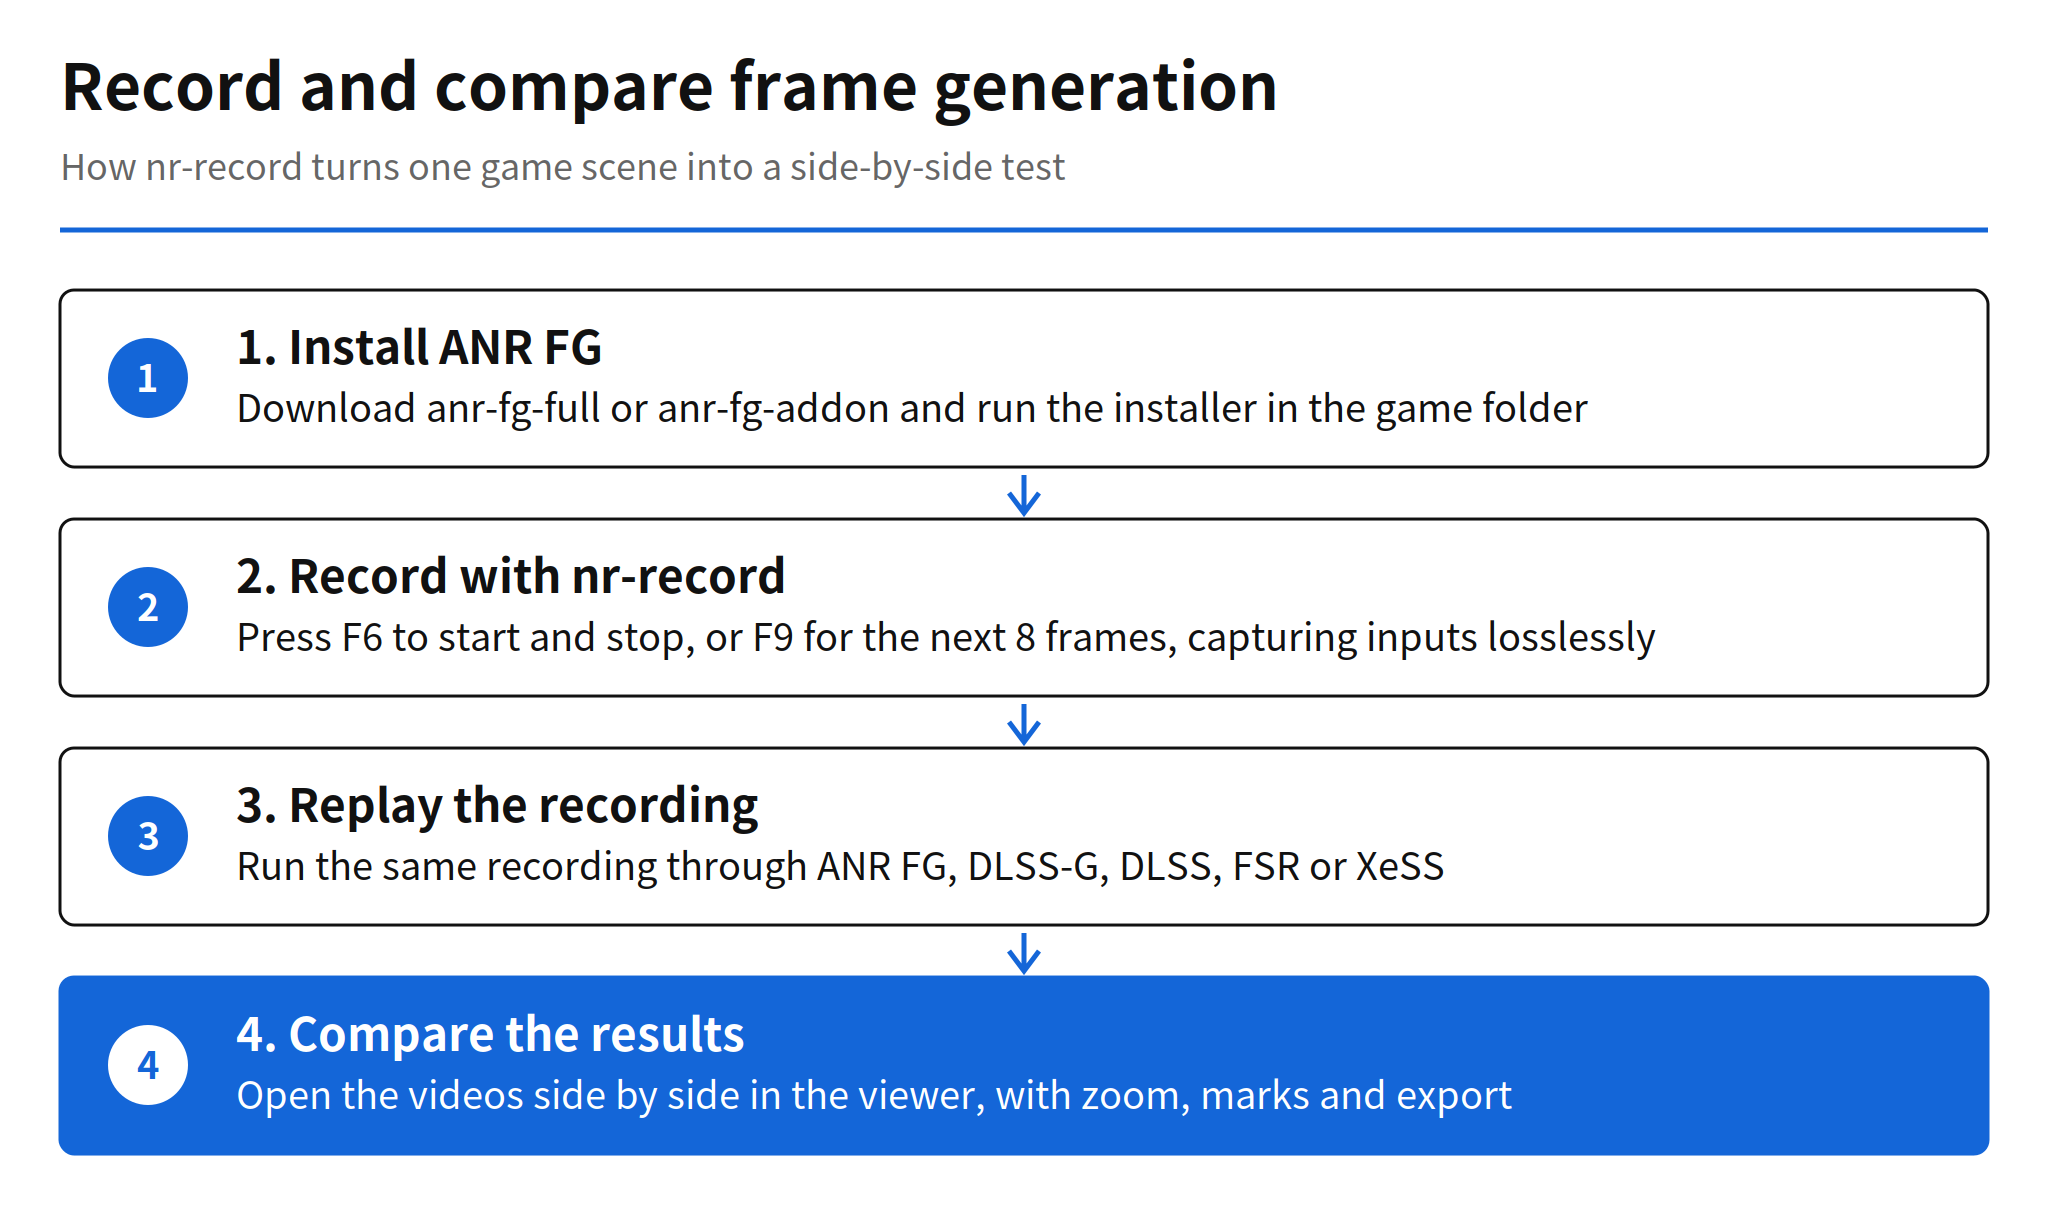 Record and compare frame generation
How nr-record turns one game scene into a side-by-side test
1
1. Install ANR FG
Download anr-fg-full or anr-fg-addon and run the installer in the game folder
2
2. Record with nr-record
Press F6 to start and stop, or F9 for the next 8 frames, capturing inputs losslessly
3
3. Replay the recording
Run the same recording through ANR FG, DLSS-G, DLSS, FSR or XeSS
4
4. Compare the results
Open the videos side by side in the viewer, with zoom, marks and export